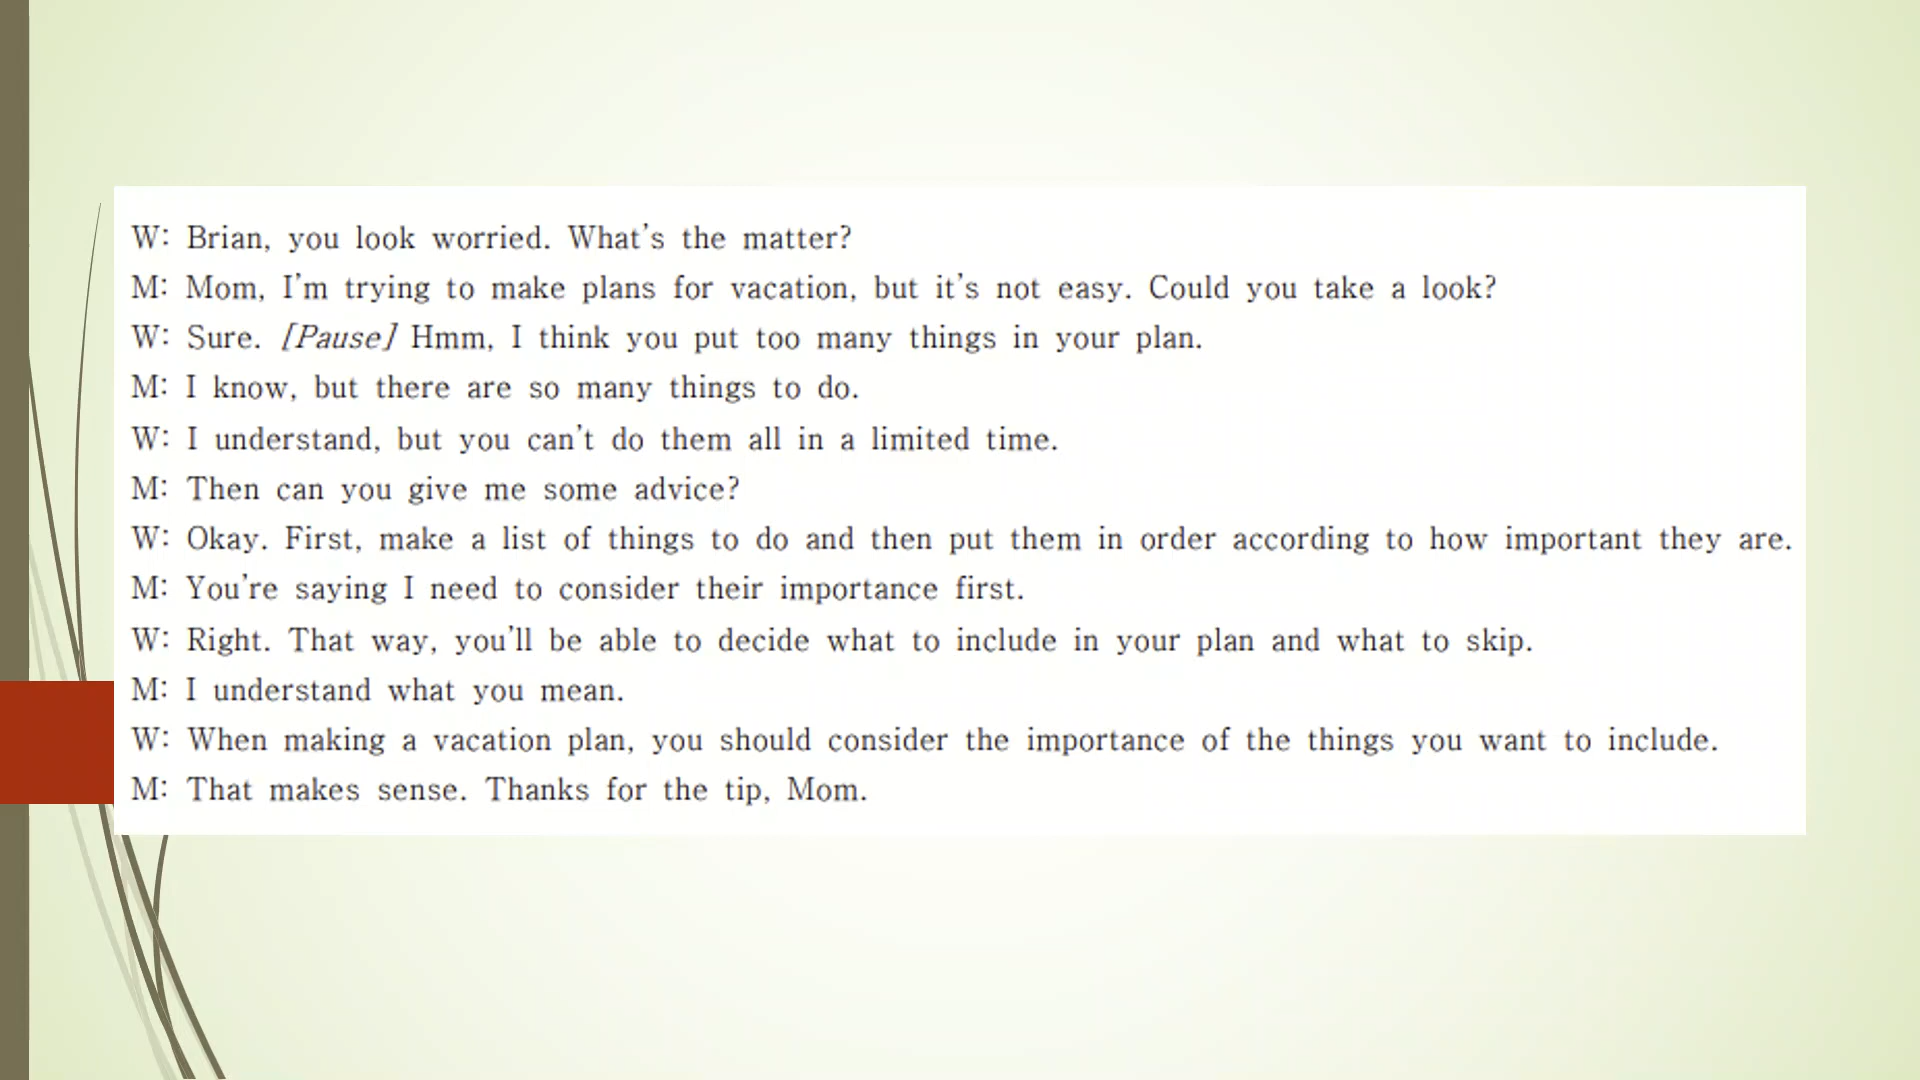 W: Brian, you look worried. What's the matter?
M: Mom, I'm trying to make plans for vacation, but it's not easy. Could you take a look?
W: Sure. [Pause] Hmm, I think you put too many things in your plan.
M: I know, but there are so many things to do.
W: I understand, but you can't do them all in a limited time.
M: Then can you give me some advice?
W: Okay. First, make a list of things to do and then put them in order according to how important they are.
M: You're saying I need to consider their importance first.
W: Right. That way, you'll be able to decide what to include in your plan and what to skip.
M: I understand what you mean.
W: When making a vacation plan, you should consider the importance of the things you want to include.
M: That makes sense. Thanks for the tip, Mom.